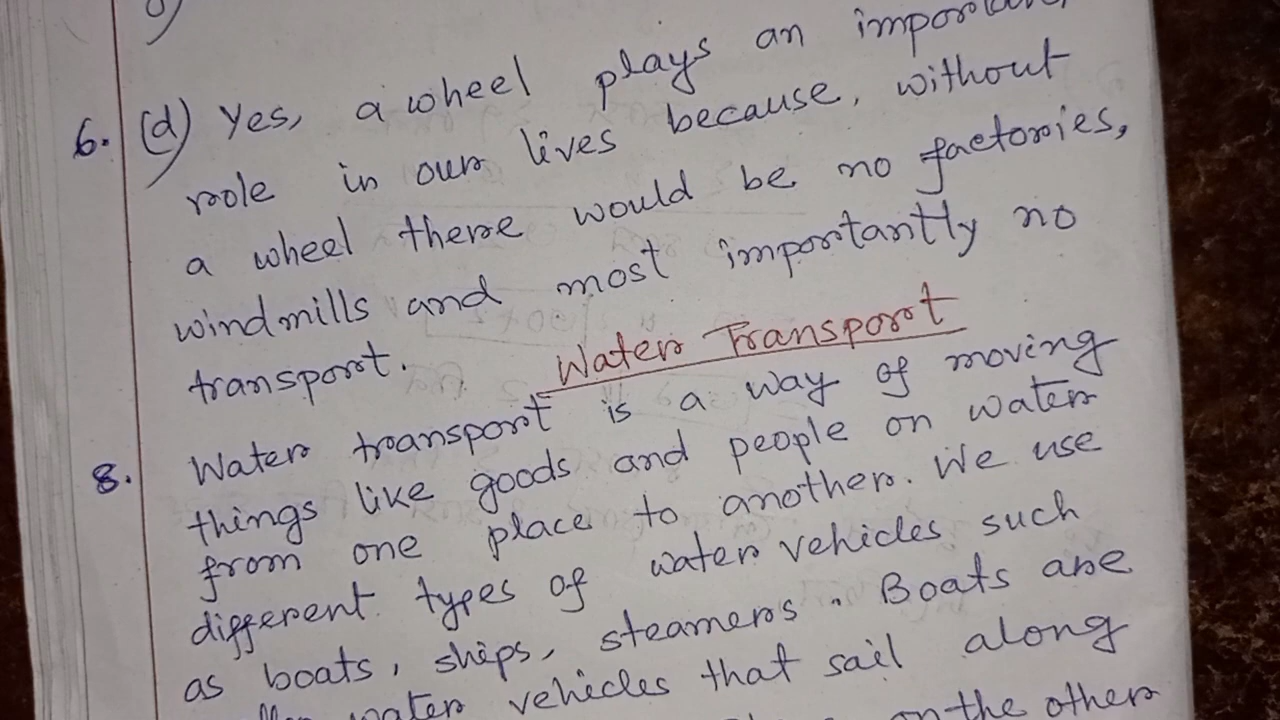 6. (d) Yes, a wheel plays an important
role in our lives because, without
a wheel there would be no factories,
windmills and most importantly no
transport.
Water Transport
8. Water transport is a way of moving
things like goods and people on water
from one place to another. We use
different types of water vehicles such
as boats, ships, steamers. Boats are
water vehicles that sail along
on the other